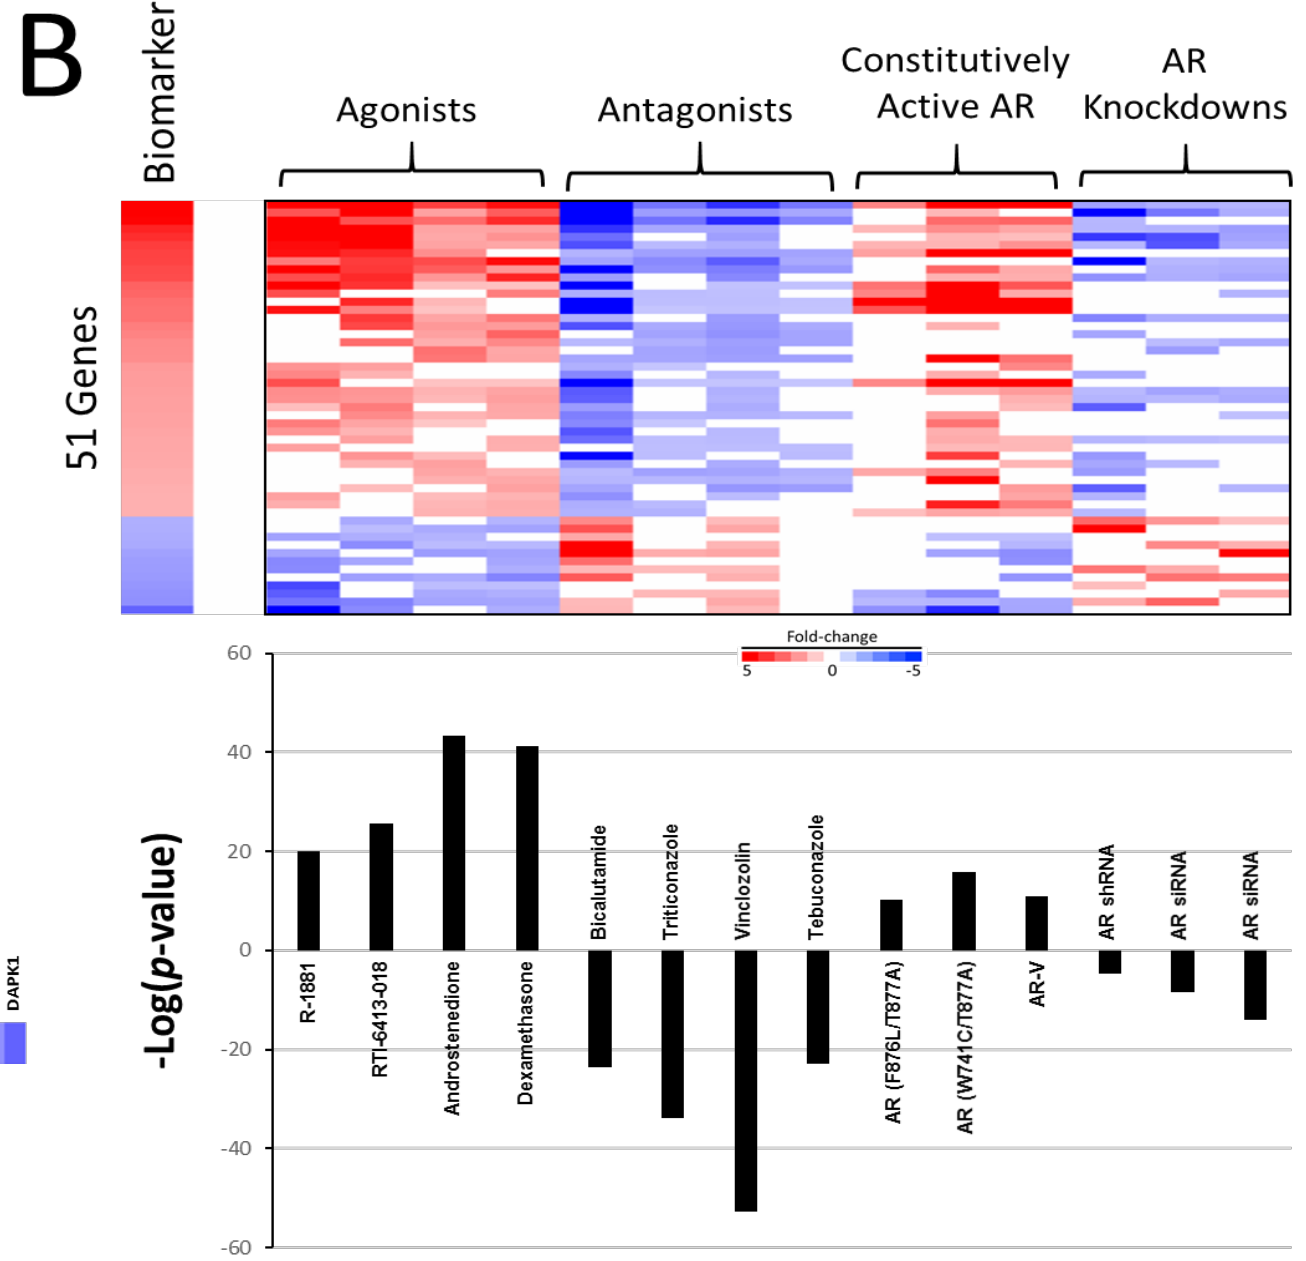 B
Biomarker
Agonists
Antagonists
Constitutively
Active AR
AR
Knockdowns
51 Genes
Fold-change
5 0 -5
60
40
20
0
-20
-40
-60
-Log(p-value)
R-1881
RTI-6413-018
Androstenedione
Dexamethasone
Bicalutamide
Triticonazole
Vinclozolin
Tebuconazole
AR (F876L/T877A)
AR (W741C/T877A)
AR-V
AR shRNA
AR siRNA
AR siRNA
DAPK1